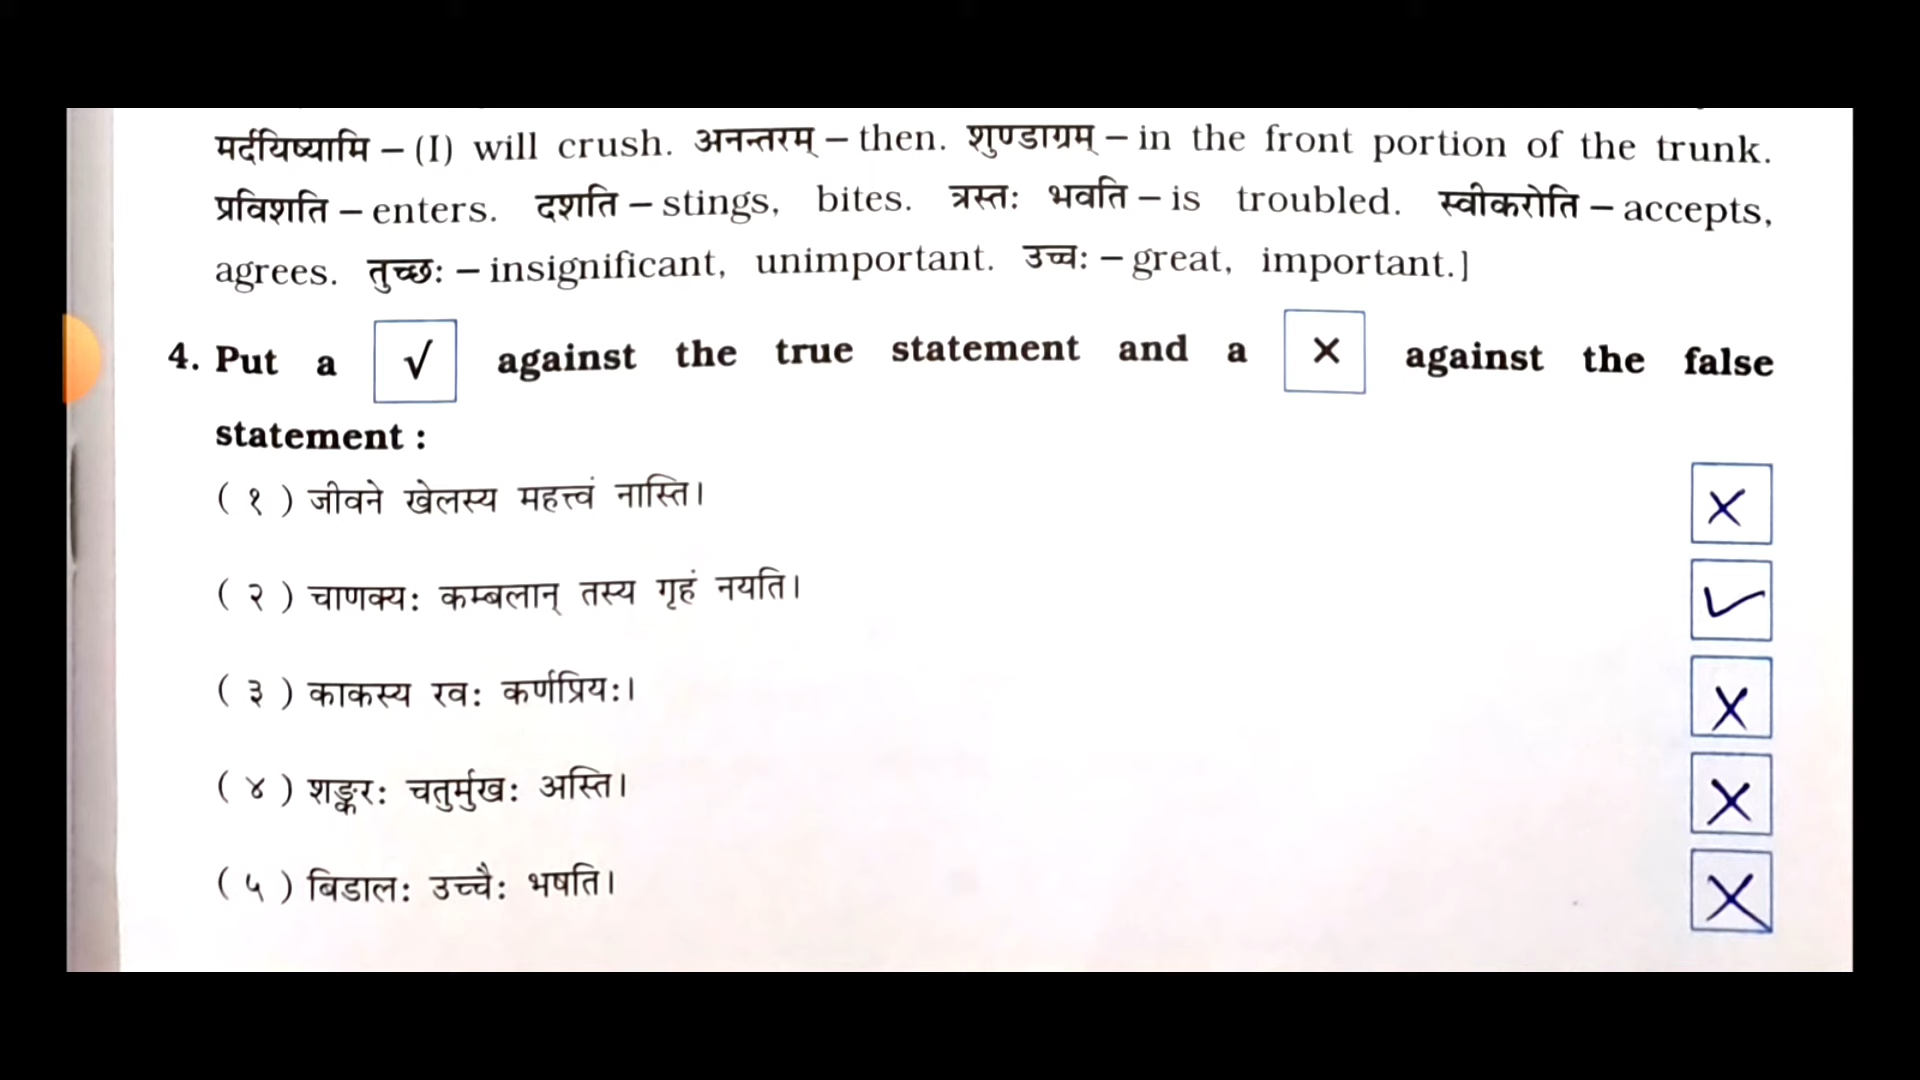 मर्दयिष्यामि – (I) will crush. अनन्तरम् – then. शुण्डाग्रम् – in the front portion of the trunk.
प्रविशति – enters. दशति – stings, bites. त्रस्तः भवति – is troubled. स्वीकरोति – accepts,
agrees. तुच्छः – insignificant, unimportant. उच्चः – great, important.]
4. Put a √ against the true statement and a × against the false
statement :
( १ ) जीवने खेलस्य महत्त्वं नास्ति। ×
( २ ) चाणक्यः कम्बलान् तस्य गृहं नयति। ✓
( ३ ) काकस्य रवः कर्णप्रियः। ×
( ४ ) शङ्करः चतुर्मुखः अस्ति। ×
( ५ ) बिडालः उच्चैः भषति। ×